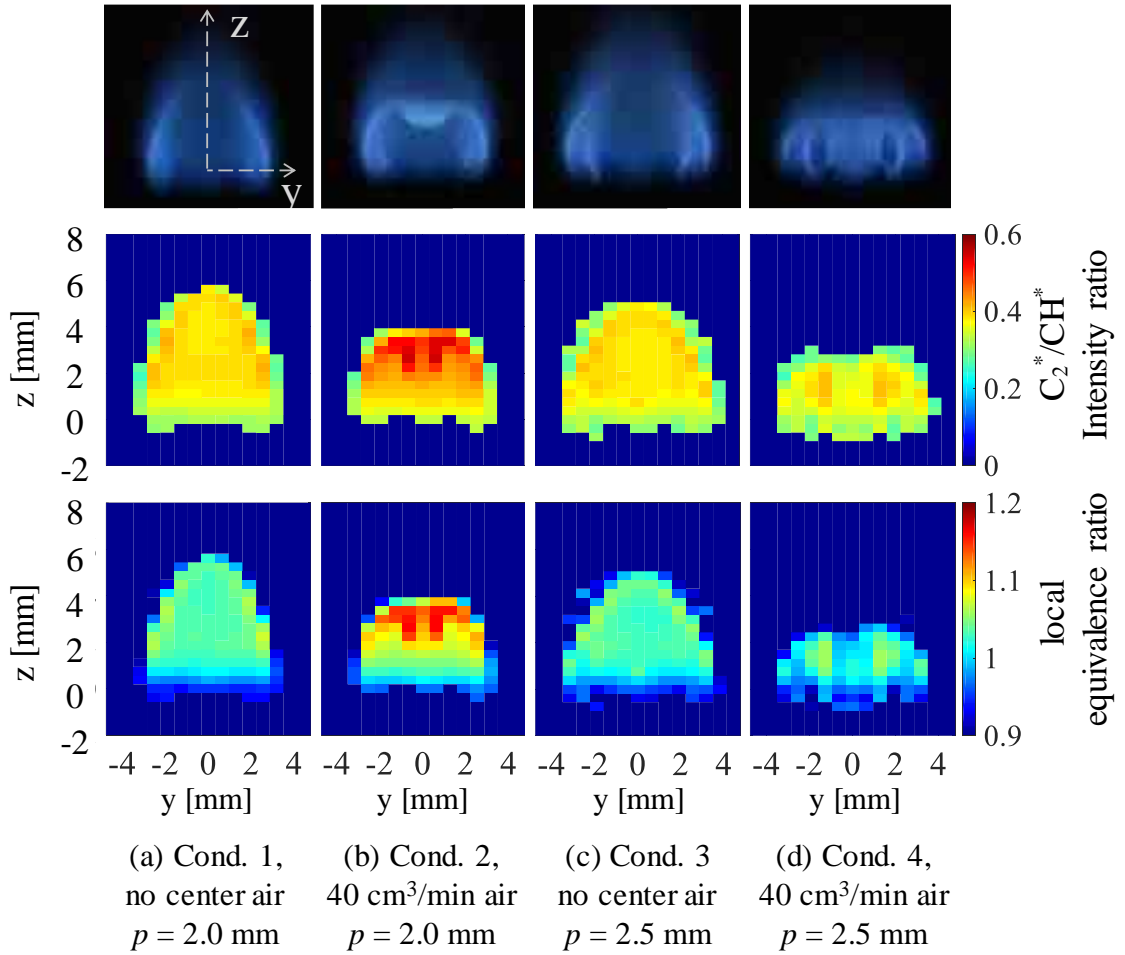 z
y
8
6
4
2
0
-2
z [mm]
0.6
0.4
0.2
0
C₂*/CH*
Intensity ratio
8
6
4
2
0
-2
z [mm]
1.2
1.1
1
0.9
local
equivalence ratio
-4 -2 0 2 4 -4 -2 0 2 4 -4 -2 0 2 4 -4 -2 0 2 4
y [mm] y [mm] y [mm] y [mm]
(a) Cond. 1,
no center air
p = 2.0 mm
(b) Cond. 2,
40 cm³/min air
p = 2.0 mm
(c) Cond. 3
no center air
p = 2.5 mm
(d) Cond. 4,
40 cm³/min air
p = 2.5 mm